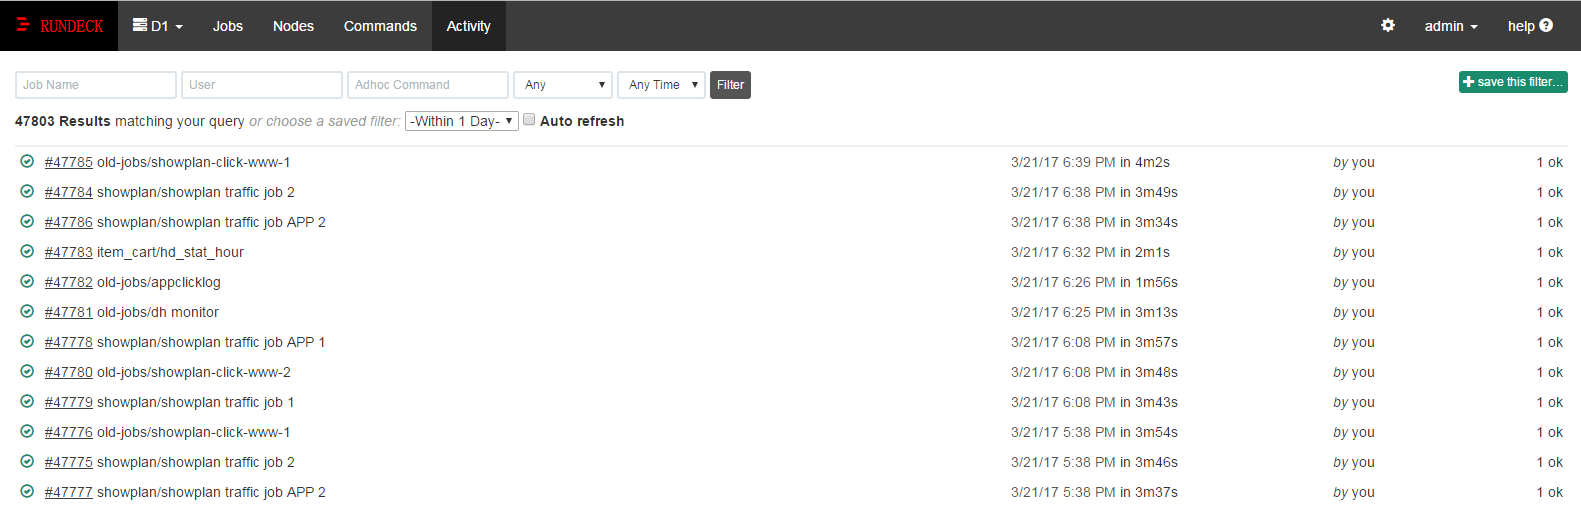 RUNDECK D1 Jobs Nodes Commands Activity admin help
Job Name User Adhoc Command Any Any Time Filter save this filter...
47803 Results matching your query or choose a saved filter: -Within 1 Day- Auto refresh
#47785 old-jobs/showplan-click-www-1 3/21/17 6:39 PM in 4m2s by you 1 ok
#47784 showplan/showplan traffic job 2 3/21/17 6:38 PM in 3m49s by you 1 ok
#47786 showplan/showplan traffic job APP 2 3/21/17 6:38 PM in 3m34s by you 1 ok
#47783 item_cart/hd_stat_hour 3/21/17 6:32 PM in 2m1s by you 1 ok
#47782 old-jobs/appclicklog 3/21/17 6:26 PM in 1m56s by you 1 ok
#47781 old-jobs/dh monitor 3/21/17 6:25 PM in 3m13s by you 1 ok
#47778 showplan/showplan traffic job APP 1 3/21/17 6:08 PM in 3m57s by you 1 ok
#47780 old-jobs/showplan-click-www-2 3/21/17 6:08 PM in 3m48s by you 1 ok
#47779 showplan/showplan traffic job 1 3/21/17 6:08 PM in 3m43s by you 1 ok
#47776 old-jobs/showplan-click-www-1 3/21/17 5:38 PM in 3m54s by you 1 ok
#47775 showplan/showplan traffic job 2 3/21/17 5:38 PM in 3m46s by you 1 ok
#47777 showplan/showplan traffic job APP 2 3/21/17 5:38 PM in 3m37s by you 1 ok